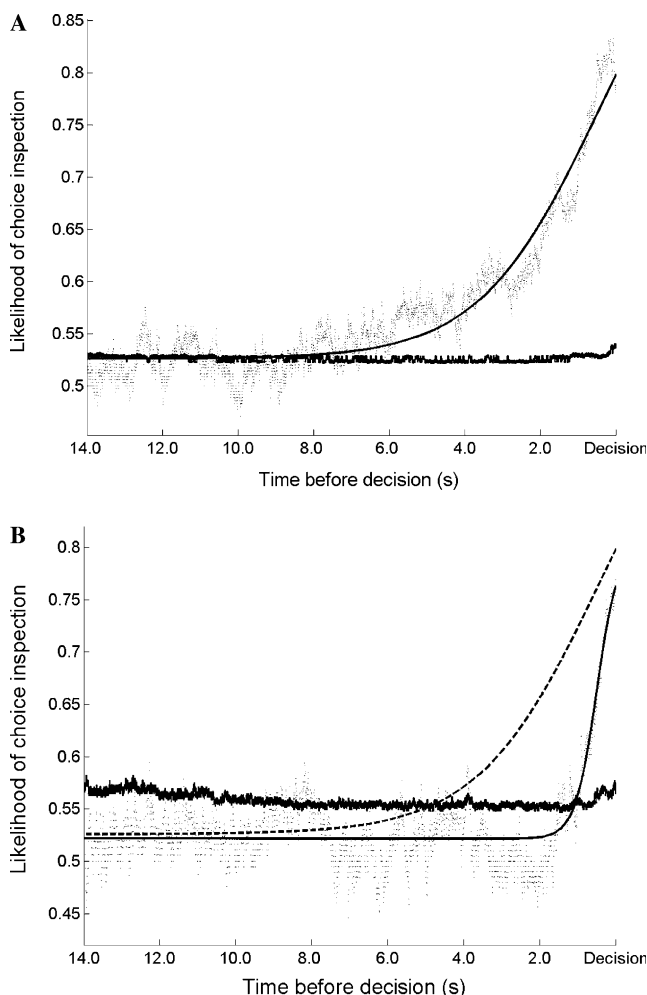 A
0.85
0.8
0.75
0.7
0.65
0.6
0.55
0.5
Likelihood of choice inspection
14.0 12.0 10.0 8.0 6.0 4.0 2.0 Decision
Time before decision (s)
B
0.8
0.75
0.7
0.65
0.6
0.55
0.5
0.45
Likelihood of choice inspection
14.0 12.0 10.0 8.0 6.0 4.0 2.0 Decision
Time before decision (s)